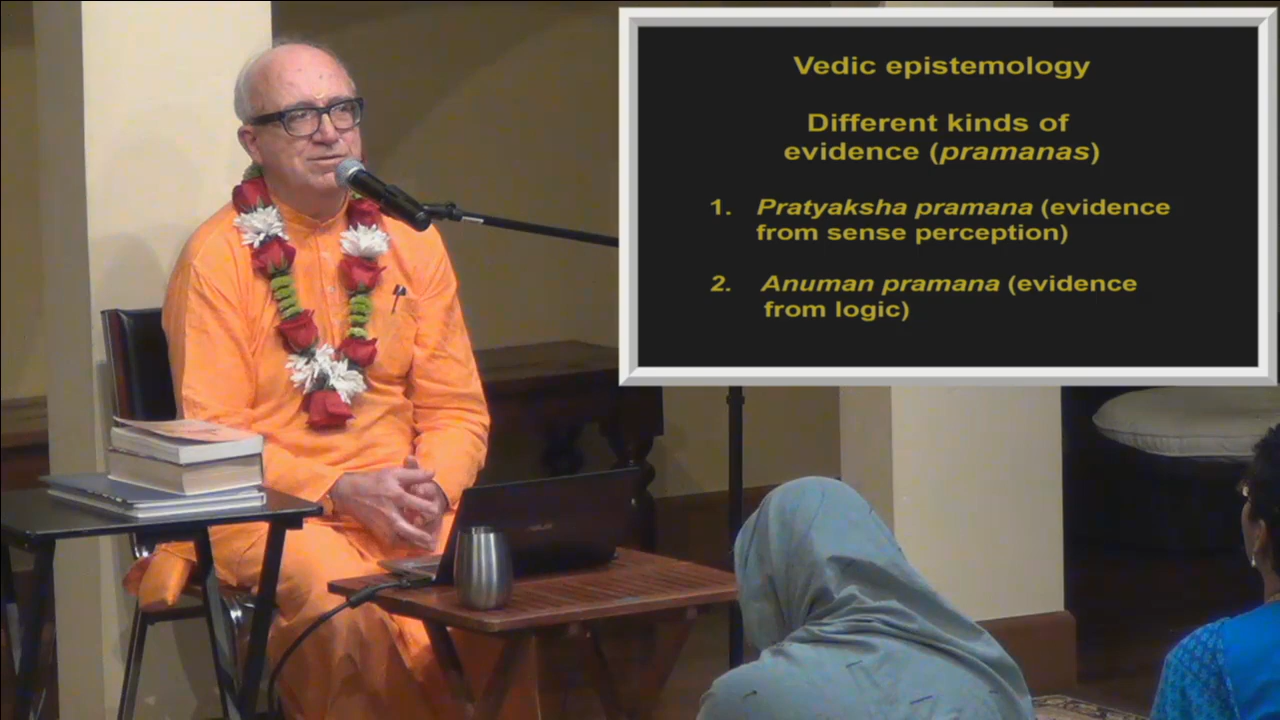 Vedic epistemology
Different kinds of
evidence (pramanas)
1. Pratyaksha pramana (evidence
from sense perception)
2. Anuman pramana (evidence
from logic)